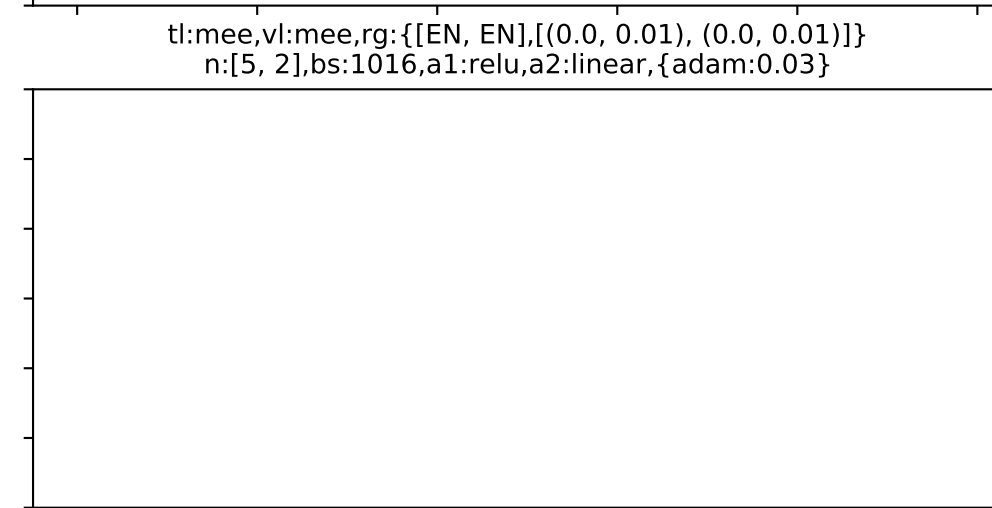 tl:mee,vl:mee,rg:{[EN, EN],[(0.0, 0.01), (0.0, 0.01)]}
n:[5, 2],bs:1016,a1:relu,a2:linear,{adam:0.03}